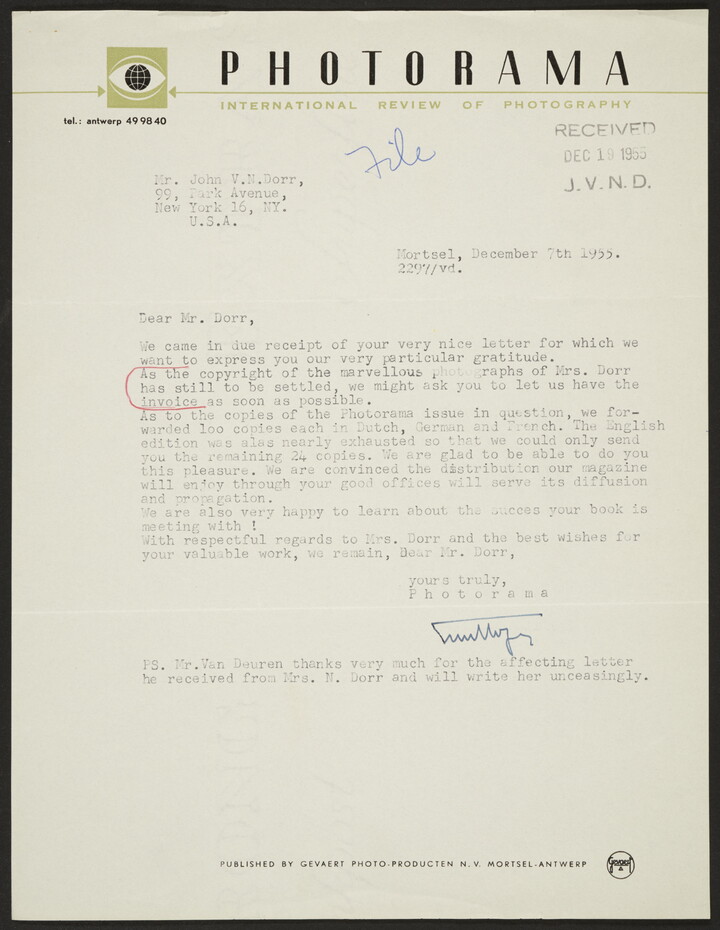 PHOTORAMA
INTERNATIONAL REVIEW OF PHOTOGRAPHY
tel.: antwerp 49 98 40
File
RECEIVED
DEC 19 1955
J. V. N. D.
Mr. John V.N.Dorr,
99, Park Avenue,
New York 16, NY.
U.S.A.
Mortsel, December 7th 1955.
2297/vd.
Dear Mr. Dorr,
We came in due receipt of your very nice letter for which we
want to express you our very particular gratitude.
As the copyright of the marvellous photographs of Mrs. Dorr
has still to be settled, we might ask you to let us have the
invoice as soon as possible.
As to the copies of the Photorama issue in question, we for-
warded 1oo copies each in Dutch, German and French. The English
edition was alas nearly exhausted so that we could only send
you the remaining 24 copies. We are glad to be able to do you
this pleasure. We are convinced the distribution our magazine
will enjoy through your good offices will serve its diffusion
and propagation.
We are also very happy to learn about the succes your book is
meeting with !
With respectful regards to Mrs. Dorr and the best wishes for
your valuable work, we remain, Dear Mr. Dorr,
yours truly,
P h o t o r a m a
PS. Mr.Van Deuren thanks very much for the affecting letter
he received from Mrs. N. Dorr and will write her unceasingly.
PUBLISHED BY GEVAERT PHOTO-PRODUCTEN N.V. MORTSEL-ANTWERP
GEVAERT